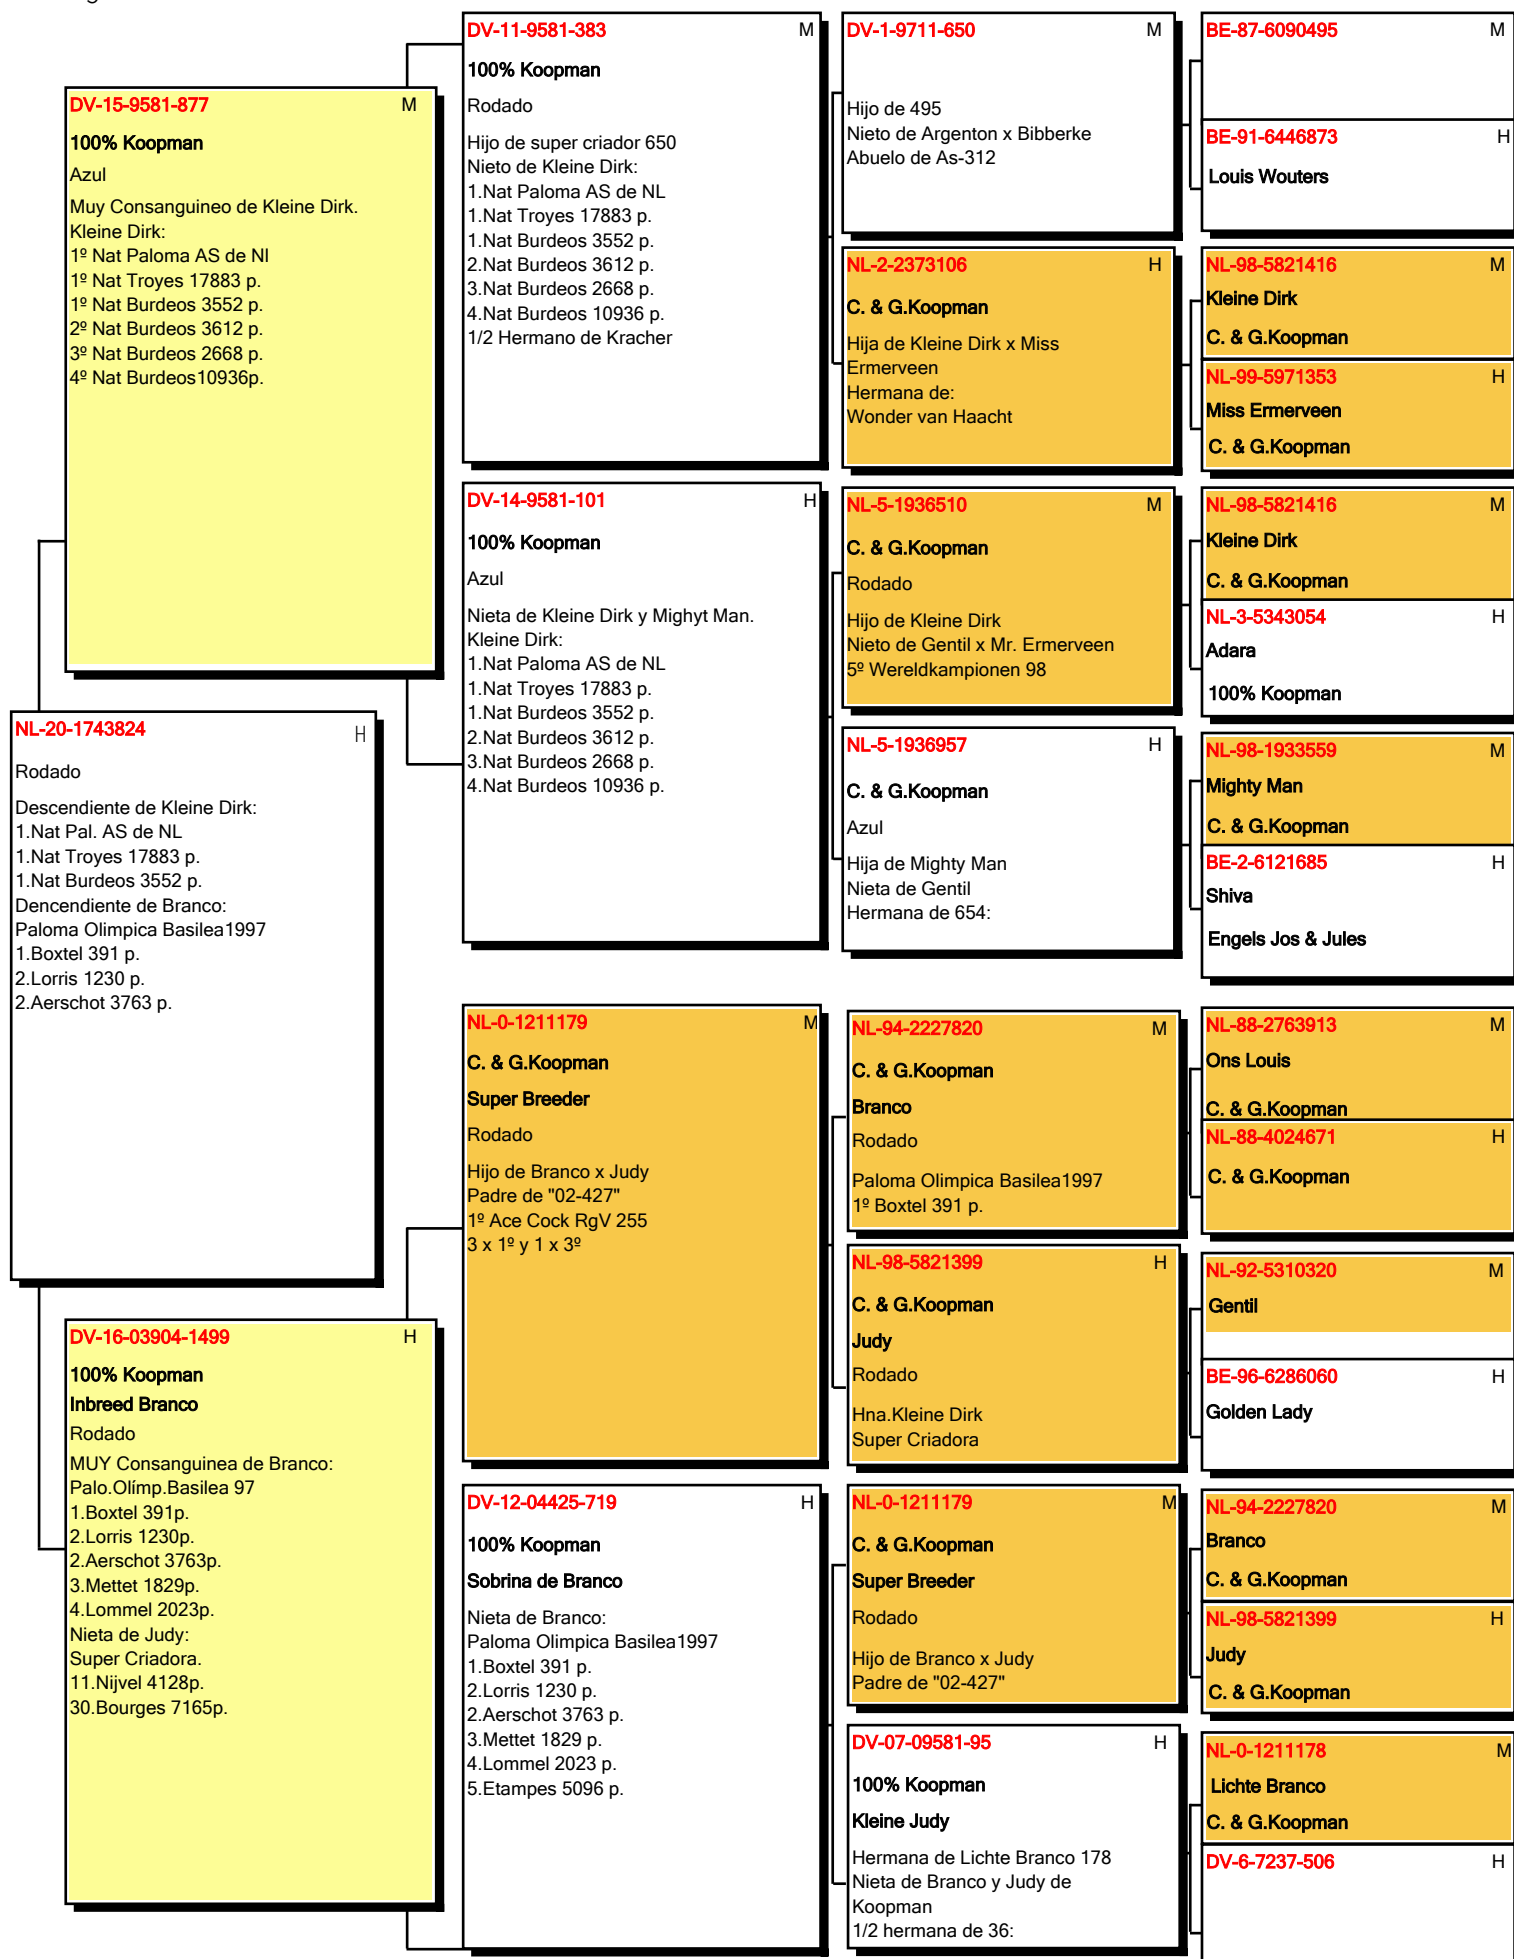 DV-11-9581-383 M
100% Koopman
Rodado
Hijo de super criador 650
Nieto de Kleine Dirk:
1.Nat Paloma AS de NL
1.Nat Troyes 17883 p.
1.Nat Burdeos 3552 p.
2.Nat Burdeos 3612 p.
3.Nat Burdeos 2668 p.
4.Nat Burdeos 10936 p.
1/2 Hermano de Kracher
DV-1-9711-650 M
Hijo de 495
Nieto de Argenton x Bibberke
Abuelo de As-312
BE-87-6090495 M
BE-91-6446873 H
Louis Wouters
DV-15-9581-877 M
100% Koopman
Azul
Muy Consanguineo de Kleine Dirk.
Kleine Dirk:
1º Nat Paloma AS de Nl
1º Nat Troyes 17883 p.
1º Nat Burdeos 3552 p.
2º Nat Burdeos 3612 p.
3º Nat Burdeos 2668 p.
4º Nat Burdeos10936p.
NL-2-2373106 H
C. & G.Koopman
Hija de Kleine Dirk x Miss
Ermerveen
Hermana de:
Wonder van Haacht
NL-98-5821416 M
Kleine Dirk
C. & G.Koopman
NL-99-5971353 H
Miss Ermerveen
C. & G.Koopman
DV-14-9581-101 H
100% Koopman
Azul
Nieta de Kleine Dirk y Mighyt Man.
Kleine Dirk:
1.Nat Paloma AS de NL
1.Nat Troyes 17883 p.
1.Nat Burdeos 3552 p.
2.Nat Burdeos 3612 p.
3.Nat Burdeos 2668 p.
4.Nat Burdeos 10936 p.
NL-5-1936510 M
C. & G.Koopman
Rodado
Hijo de Kleine Dirk
Nieto de Gentil x Mr. Ermerveen
5º Wereldkampionen 98
NL-98-5821416 M
Kleine Dirk
C. & G.Koopman
NL-3-5343054 H
Adara
100% Koopman
NL-20-1743824 H
Rodado
Descendiente de Kleine Dirk:
1.Nat Pal. AS de NL
1.Nat Troyes 17883 p.
1.Nat Burdeos 3552 p.
Dencendiente de Branco:
Paloma Olimpica Basilea1997
1.Boxtel 391 p.
2.Lorris 1230 p.
2.Aerschot 3763 p.
NL-5-1936957 H
C. & G.Koopman
Azul
Hija de Mighty Man
Nieta de Gentil
Hermana de 654:
NL-98-1933559 M
Mighty Man
C. & G.Koopman
BE-2-6121685 H
Shiva
Engels Jos & Jules
NL-0-1211179 M
C. & G.Koopman
Super Breeder
Rodado
Hijo de Branco x Judy
Padre de "02-427"
1º Ace Cock RgV 255
3 x 1º y 1 x 3º
NL-94-2227820 M
C. & G.Koopman
Branco
Rodado
Paloma Olimpica Basilea1997
1º Boxtel 391 p.
NL-88-2763913 M
Ons Louis
C. & G.Koopman
NL-88-4024671 H
C. & G.Koopman
NL-98-5821399 H
C. & G.Koopman
Judy
Rodado
Hna.Kleine Dirk
Super Criadora
NL-92-5310320 M
Gentil
BE-96-6286060 H
Golden Lady
DV-16-03904-1499 H
100% Koopman
Inbreed Branco
Rodado
MUY Consanguinea de Branco:
Palo.Olímp.Basilea 97
1.Boxtel 391p.
2.Lorris 1230p.
2.Aerschot 3763p.
3.Mettet 1829p.
4.Lommel 2023p.
Nieta de Judy:
Super Criadora.
11.Nijvel 4128p.
30.Bourges 7165p.
DV-12-04425-719 H
100% Koopman
Sobrina de Branco
Nieta de Branco:
Paloma Olimpica Basilea1997
1.Boxtel 391 p.
2.Lorris 1230 p.
2.Aerschot 3763 p.
3.Mettet 1829 p.
4.Lommel 2023 p.
5.Etampes 5096 p.
NL-0-1211179 M
C. & G.Koopman
Super Breeder
Rodado
Hijo de Branco x Judy
Padre de "02-427"
NL-94-2227820 M
Branco
C. & G.Koopman
NL-98-5821399 H
Judy
C. & G.Koopman
DV-07-09581-95 H
100% Koopman
Kleine Judy
Hermana de Lichte Branco 178
Nieta de Branco y Judy de
Koopman
1/2 hermana de 36:
NL-0-1211178 M
Lichte Branco
C. & G.Koopman
DV-6-7237-506 H